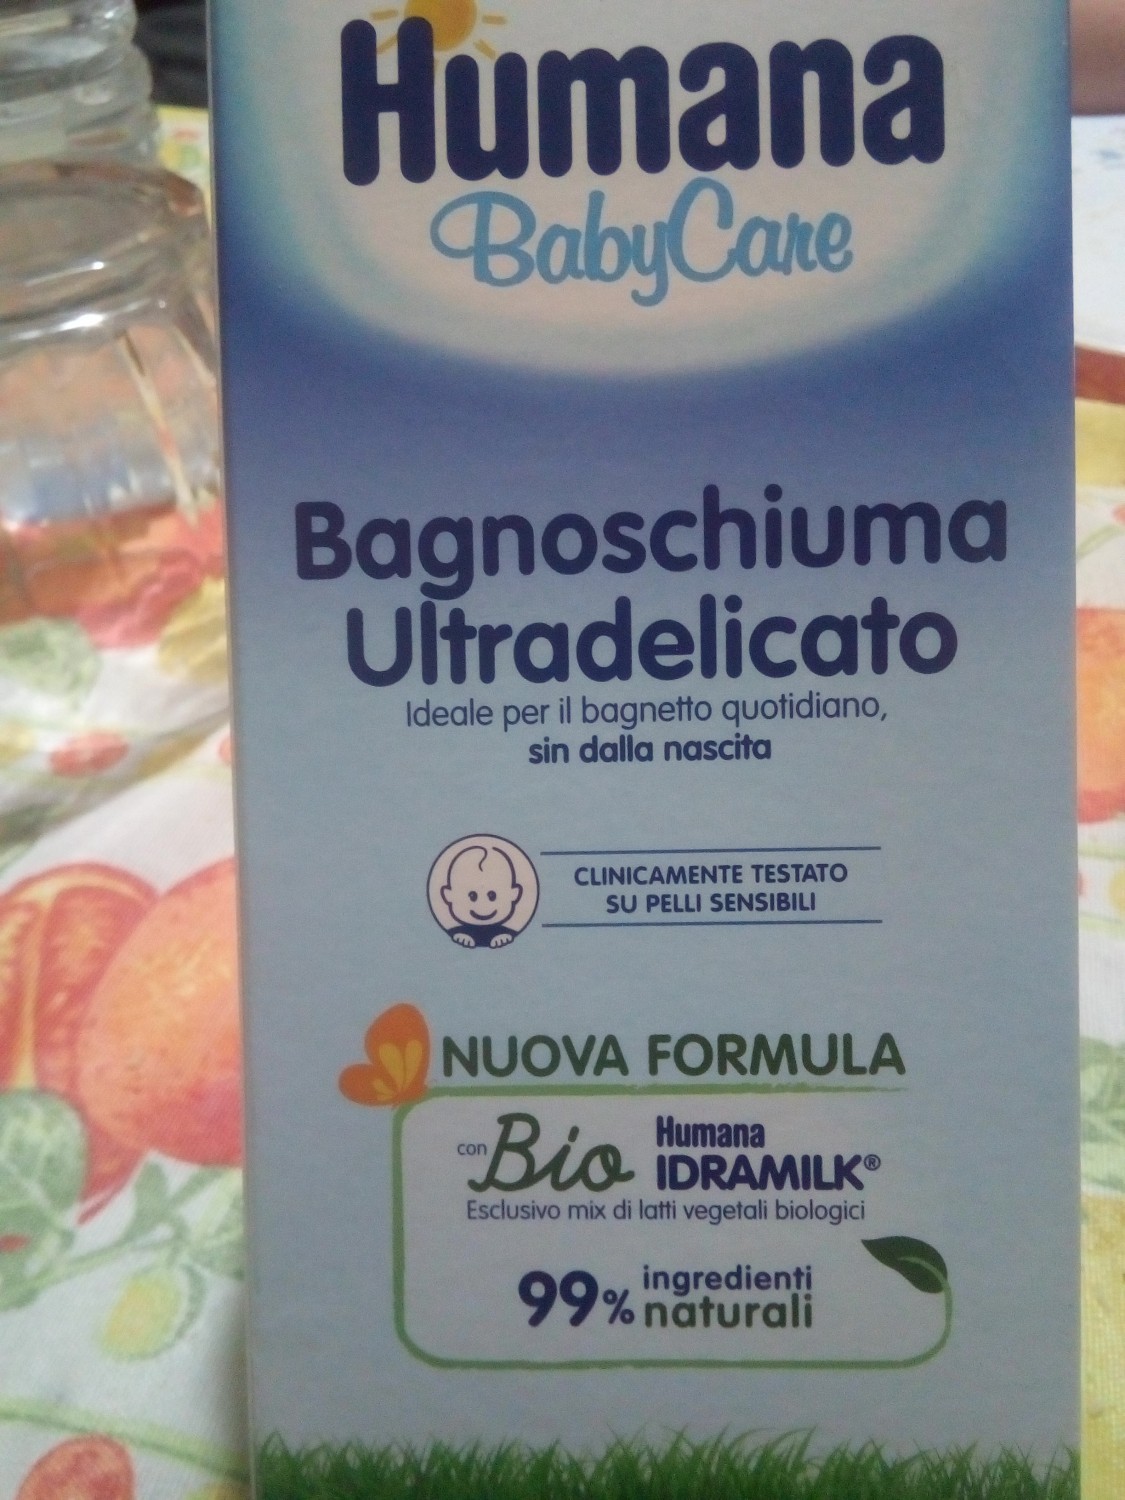 Humana
BabyCare
Bagnoschiuma
Ultradelicato
Ideale per il bagnetto quotidiano,
sin dalla nascita
CLINICAMENTE TESTATO
SU PELLI SENSIBILI
NUOVA FORMULA
con Bio Humana IDRAMILK®
Esclusivo mix di latti vegetali biologici
99% ingredienti naturali